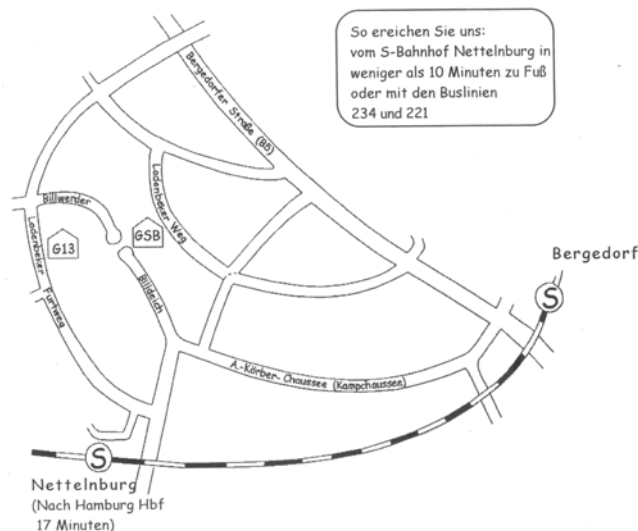 So ereichen Sie uns:
vom S-Bahnhof Nettelnburg in
weniger als 10 Minuten zu Fuß
oder mit den Buslinien
234 und 221
Bergedorfer Straße (B5)
Ladenbeker Weg
Billwerder
Ladenbeker
Furtweg
G13
GSB
Billdeich
A.-Körber-Chaussee (Kampchaussee)
Bergedorf
S
S
Nettelnburg
(Nach Hamburg Hbf
17 Minuten)